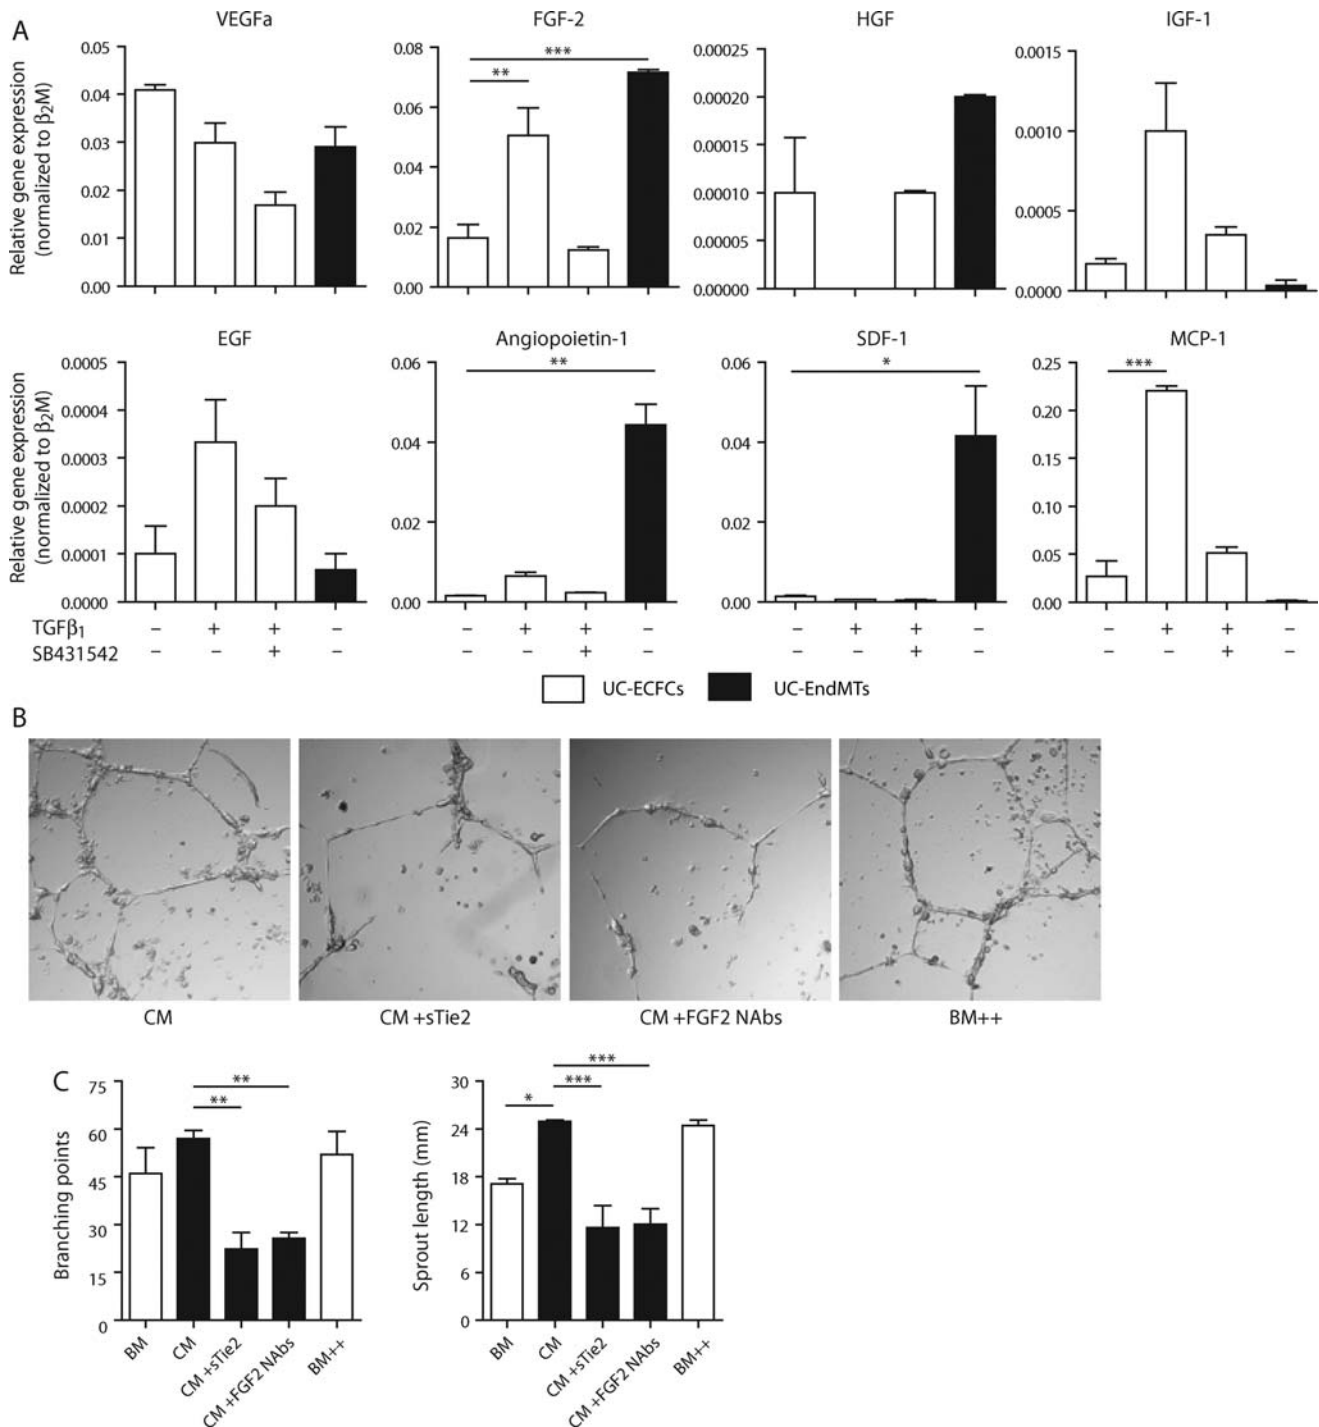 A
VEGFa
FGF-2
HGF
IGF-1
Relative gene expression
(normalized to β₂M)
0.05
0.04
0.03
0.02
0.01
0.00
0.08
0.06
0.04
0.02
0.00
***
**
0.00025
0.00020
0.00015
0.00010
0.00005
0.00000
0.0015
0.0010
0.0005
0.0000
EGF
Angiopoietin-1
SDF-1
MCP-1
Relative gene expression
(normalized to β₂M)
0.0005
0.0004
0.0003
0.0002
0.0001
0.0000
0.06
0.04
0.02
0.00
**
0.06
0.04
0.02
0.00
*
0.25
0.20
0.15
0.10
0.05
0.00
***
TGFβ₁ – + + – – + + – – + + – – + + –
SB431542 – – + – – – + – – – + – – – + –
UC-ECFCs UC-EndMTs
B
CM
CM +sTie2
CM +FGF2 NAbs
BM++
C
Branching points
75
60
45
30
15
0
**
**
BM
CM
CM +sTie2
CM +FGF2 NAbs
BM++
Sprout length (mm)
30
24
18
12
6
0
***
***
*
BM
CM
CM +sTie2
CM +FGF2 NAbs
BM++